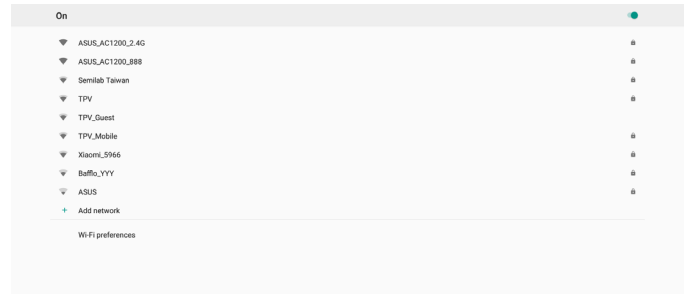 On
ASUS_AC1200_2.4G
ASUS_AC1200_888
Semilab Taiwan
TPV
TPV_Guest
TPV_Mobile
Xiaomi_5966
Bafflo_YYY
ASUS
+ Add network
Wi-Fi preferences